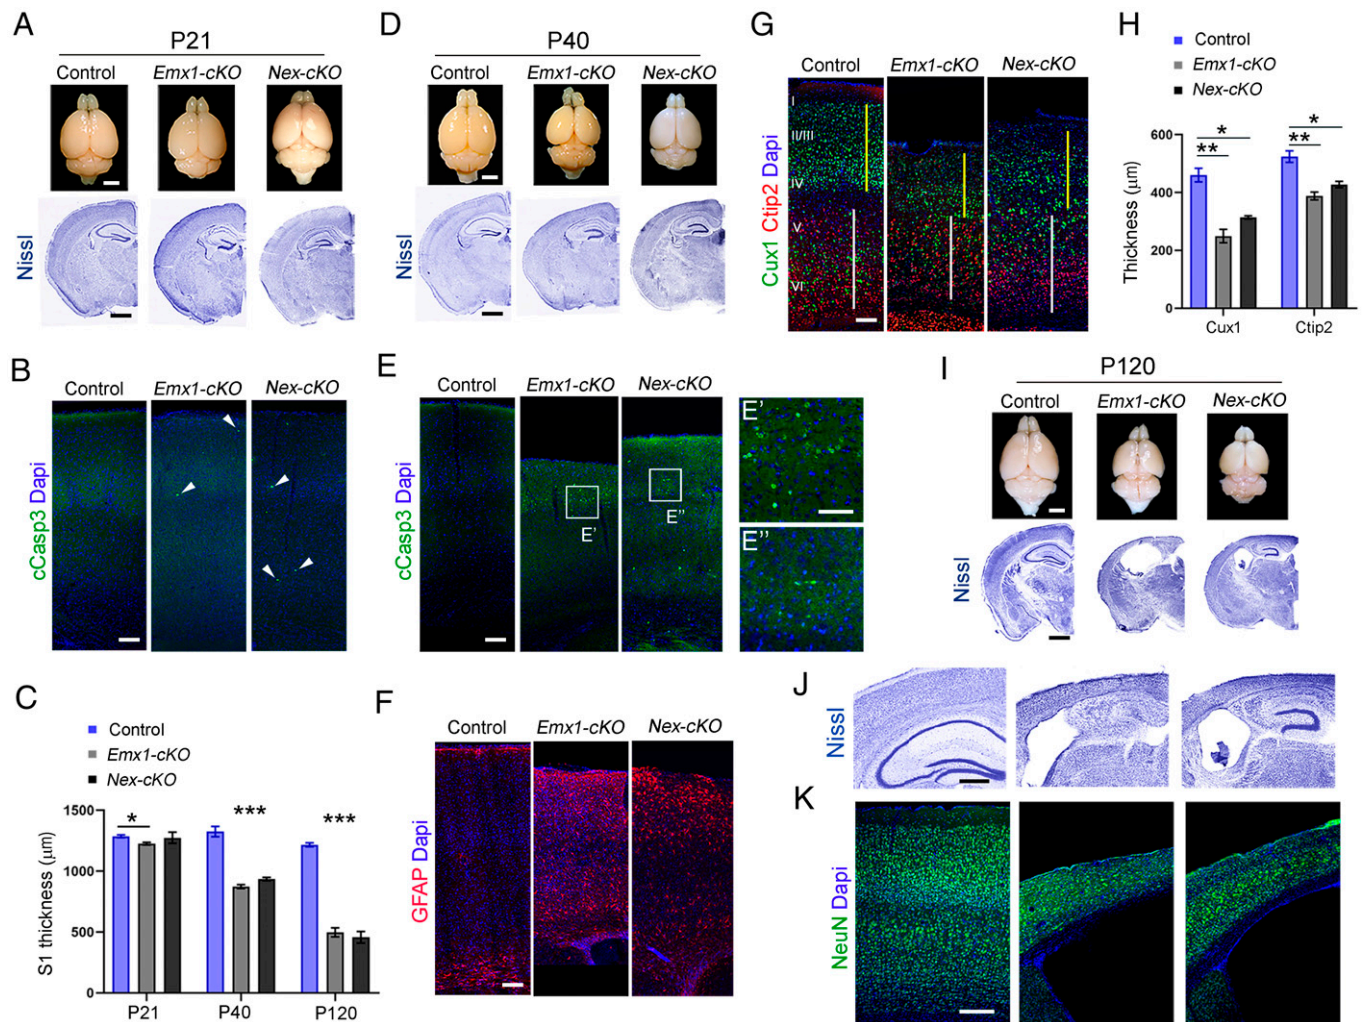 A
P21
Control Emx1-cKO Nex-cKO
Nissl
D
P40
Control Emx1-cKO Nex-cKO
Nissl
G
Control Emx1-cKO Nex-cKO
Cux1 Ctip2 Dapi
I
II/III
IV
V
VI
H
Control
Emx1-cKO
Nex-cKO
Thickness (μm)
600
400
200
0
** *
** *
Cux1 Ctip2
B
Control Emx1-cKO Nex-cKO
cCasp3 Dapi
E
Control Emx1-cKO Nex-cKO
cCasp3 Dapi
E'
E''
E'
E''
I
P120
Control Emx1-cKO Nex-cKO
Nissl
C
Control
Emx1-cKO
Nex-cKO
S1 thickness (μm)
1500
1000
500
0
* *** ***
P21 P40 P120
F
Control Emx1-cKO Nex-cKO
GFAP Dapi
J
Nissl
K
NeuN Dapi